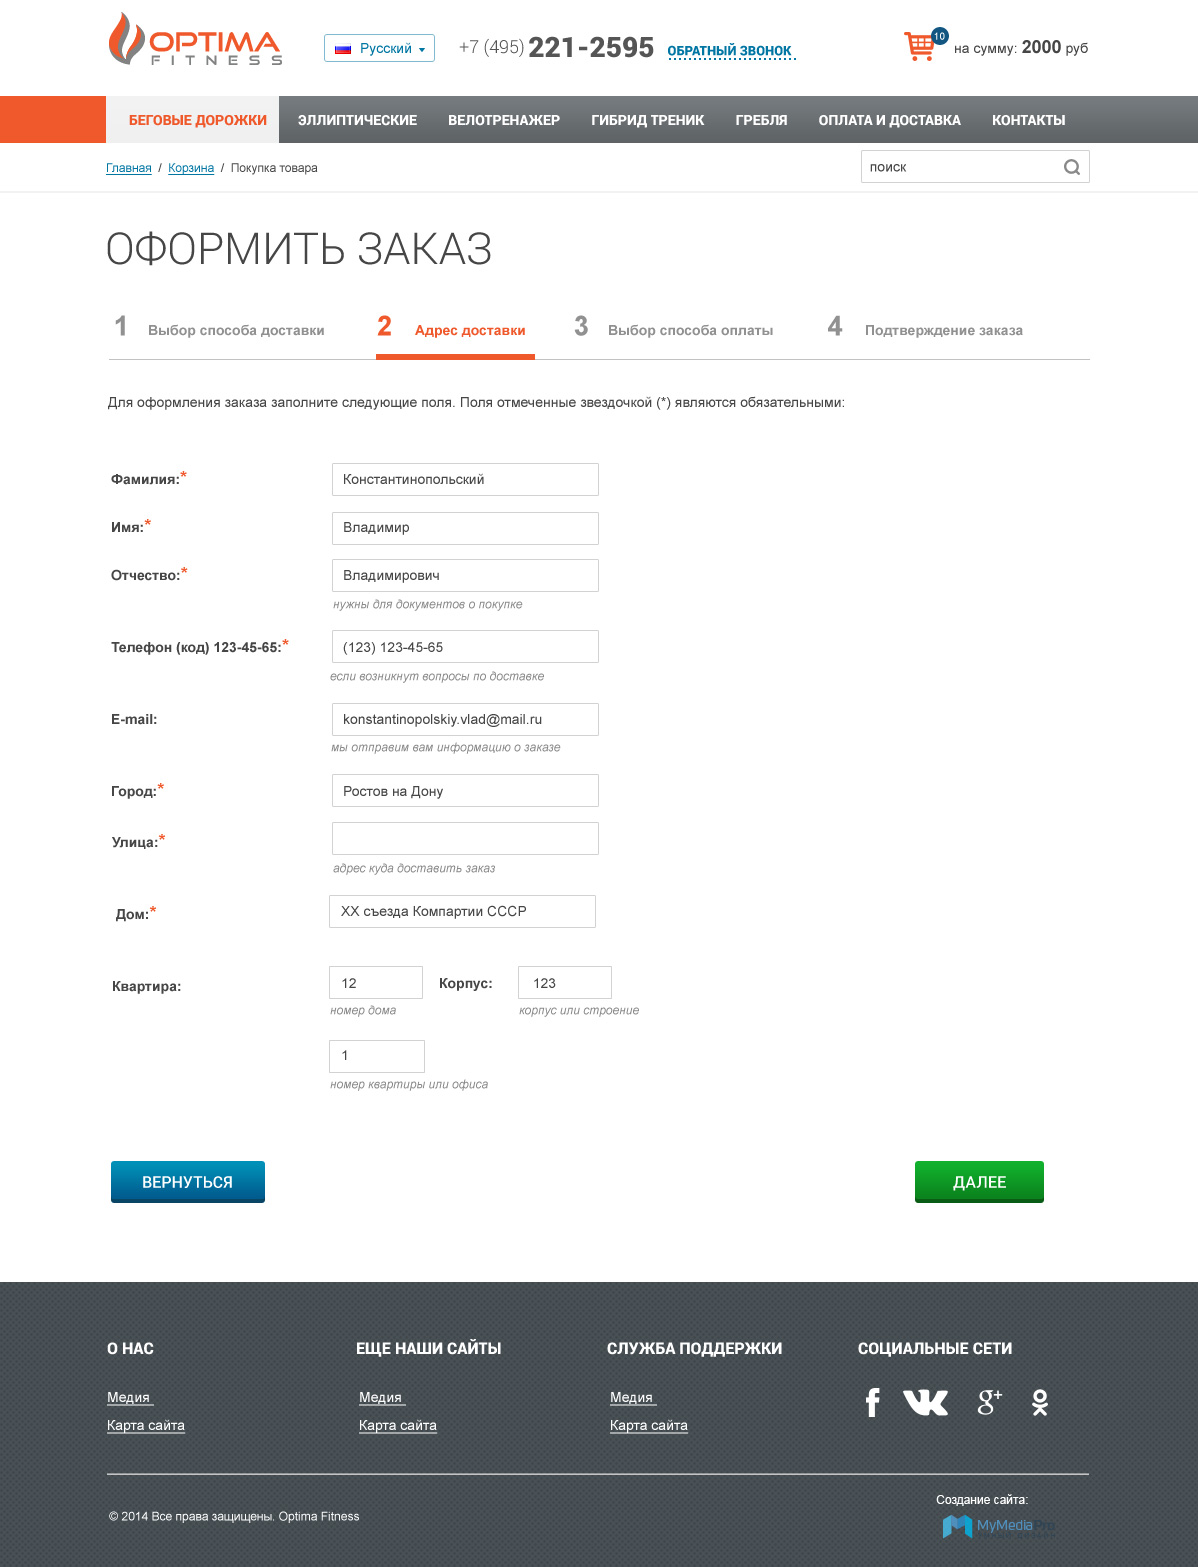 OPTIMA
FITNESS
Русский
+7 (495) 221-2595
ОБРАТНЫЙ ЗВОНОК
10
на сумму: 2000 руб
БЕГОВЫЕ ДОРОЖКИ ЭЛЛИПТИЧЕСКИЕ ВЕЛОТРЕНАЖЕР ГИБРИД ТРЕНИК ГРЕБЛЯ ОПЛАТА И ДОСТАВКА КОНТАКТЫ
Главная / Корзина / Покупка товара
поиск
ОФОРМИТЬ ЗАКАЗ
1 Выбор способа доставки 2 Адрес доставки 3 Выбор способа оплаты 4 Подтверждение заказа
Для оформления заказа заполните следующие поля. Поля отмеченные звездочкой (*) являются обязательными:
Фамилия:* Константинопольский
Имя:* Владимир
Отчество:* Владимирович
нужны для документов о покупке
Телефон (код) 123-45-65:* (123) 123-45-65
если возникнут вопросы по доставке
E-mail: konstantinopolskiy.vlad@mail.ru
мы отправим вам информацию о заказе
Город:* Ростов на Дону
Улица:*
адрес куда доставить заказ
Дом:* XX съезда Компартии СССР
Квартира: 12 Корпус: 123
номер дома корпус или строение
1
номер квартиры или офиса
ВЕРНУТЬСЯ ДАЛЕЕ
О НАС ЕЩЕ НАШИ САЙТЫ СЛУЖБА ПОДДЕРЖКИ СОЦИАЛЬНЫЕ СЕТИ
Медия Медия Медия
Карта сайта Карта сайта Карта сайта
© 2014 Все права защищены. Optima Fitness
Создание сайта:
MyMediaPro